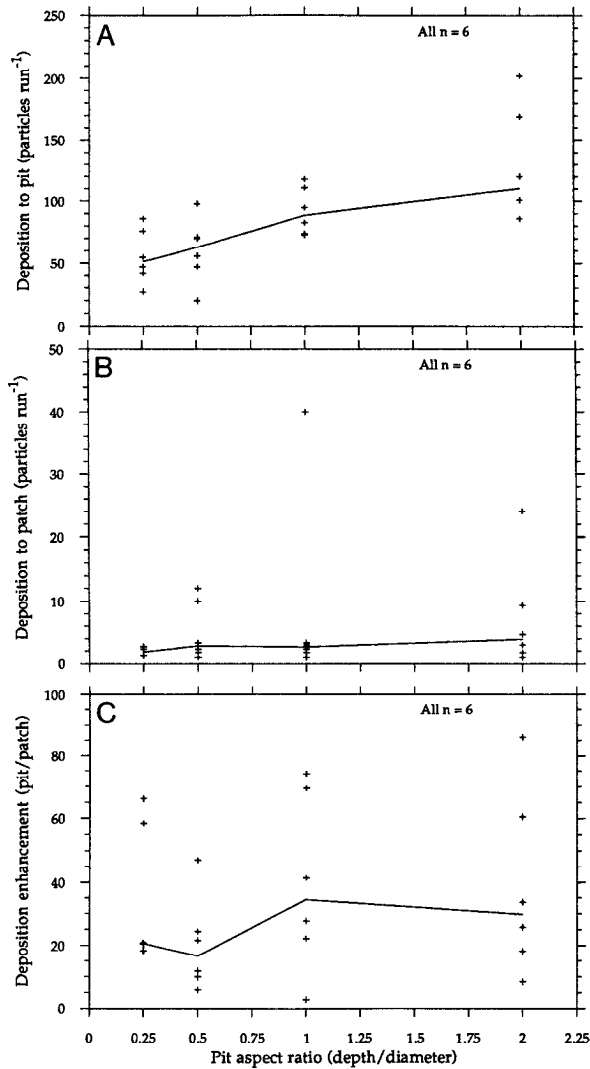 A
All n = 6
Deposition to pit (particles run⁻¹)
250
200
150
100
50
0
B
All n = 6
Deposition to patch (particles run⁻¹)
50
40
30
20
10
0
C
All n = 6
Deposition enhancement (pit/patch)
100
80
60
40
20
0
0 0.25 0.5 0.75 1 1.25 1.5 1.75 2 2.25
Pit aspect ratio (depth/diameter)